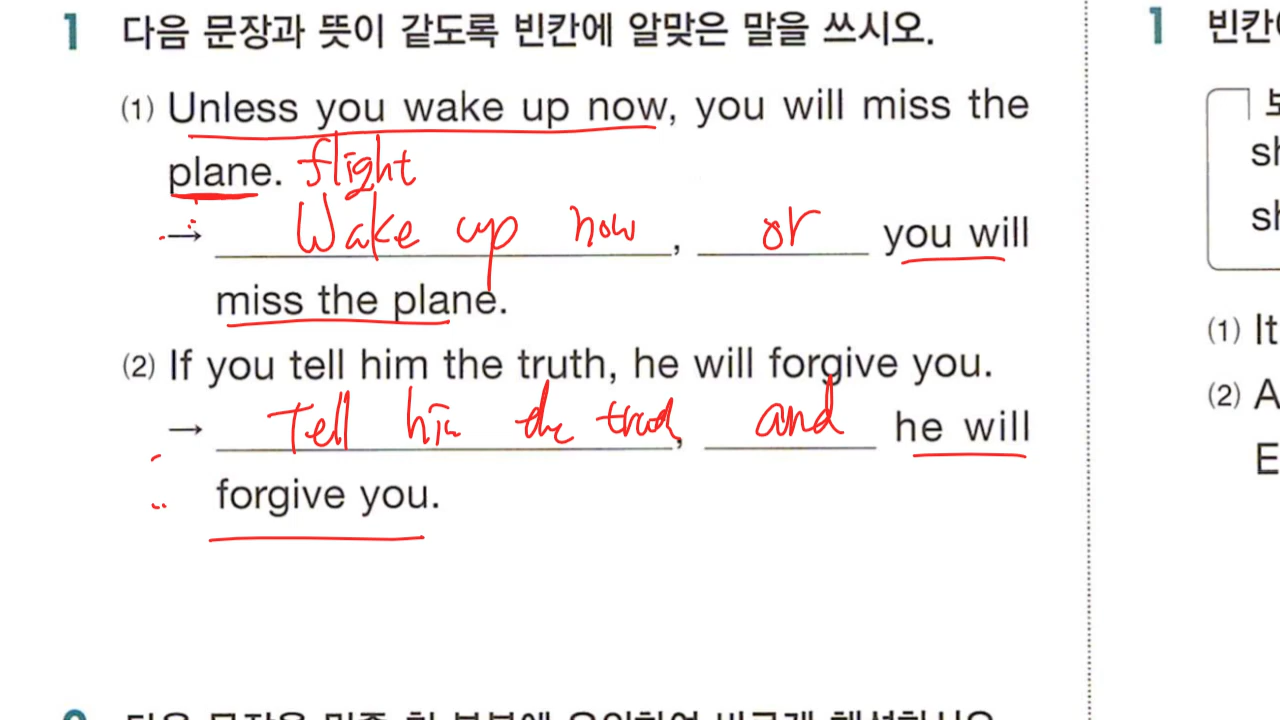 1 다음 문장과 뜻이 같도록 빈칸에 알맞은 말을 쓰시오.
(1) Unless you wake up now, you will miss the
plane. flight
→ Wake up now, or you will
miss the plane.
(2) If you tell him the truth, he will forgive you.
→ Tell him the truth, and he will
forgive you.
1 빈칸에
sh
sh
(1) It
(2) A
E